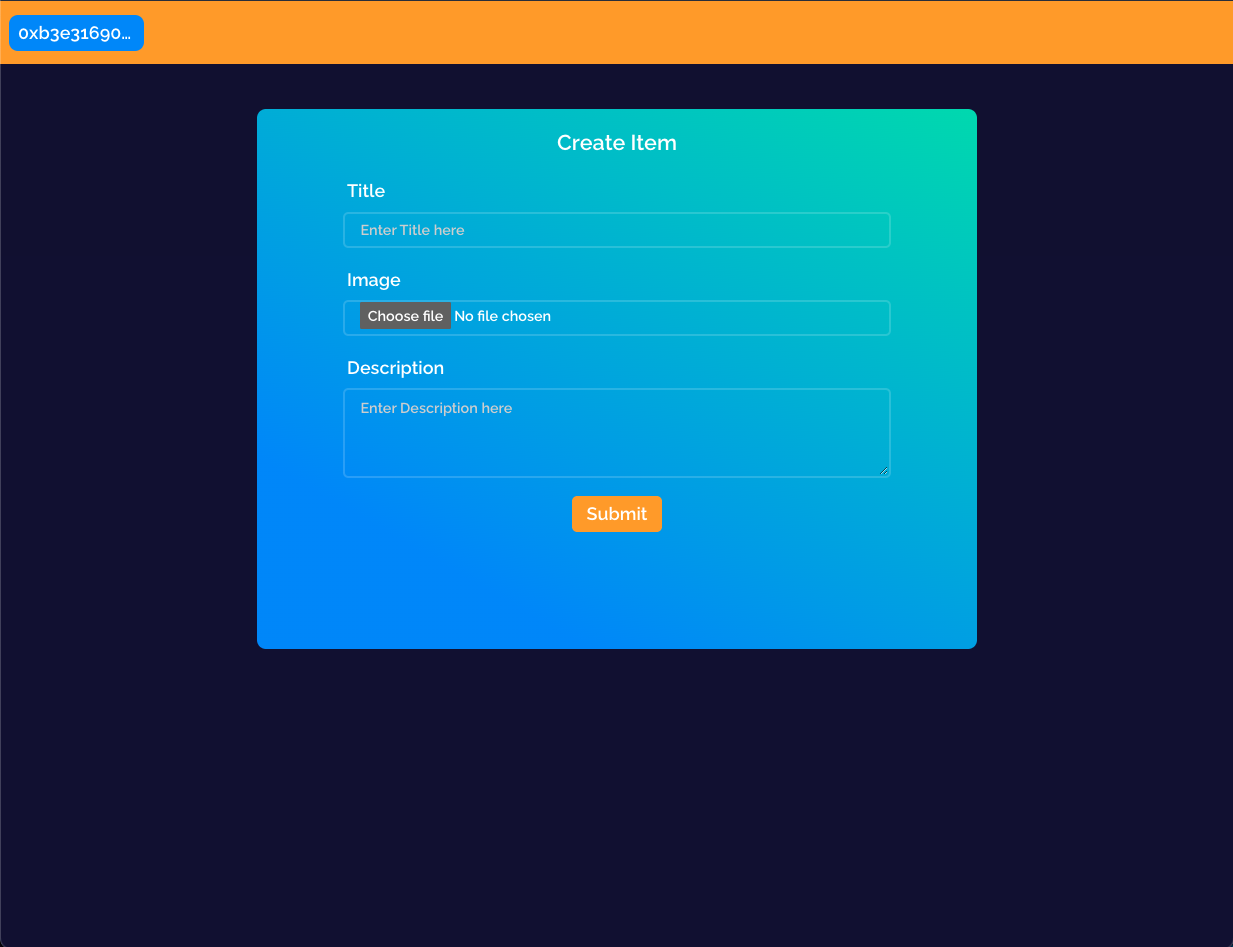 0xb3e31690...
Create Item
Title
Enter Title here
Image
Choose file No file chosen
Description
Enter Description here
Submit